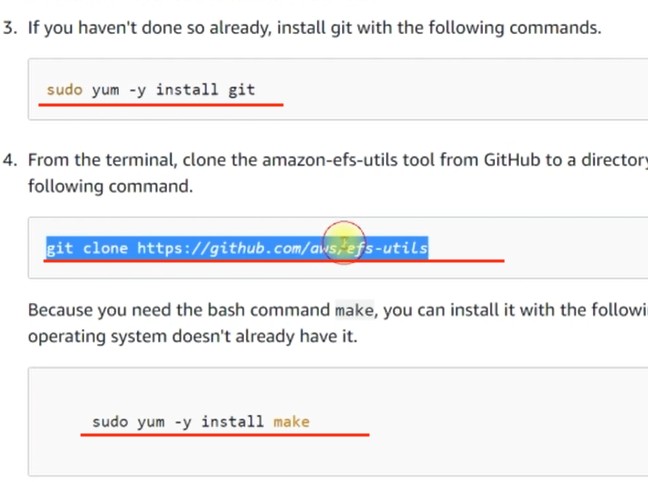 3. If you haven't done so already, install git with the following commands.
sudo yum -y install git
4. From the terminal, clone the amazon-efs-utils tool from GitHub to a directory
following command.
git clone https://github.com/aws/efs-utils
Because you need the bash command make, you can install it with the followi
operating system doesn't already have it.
sudo yum -y install make